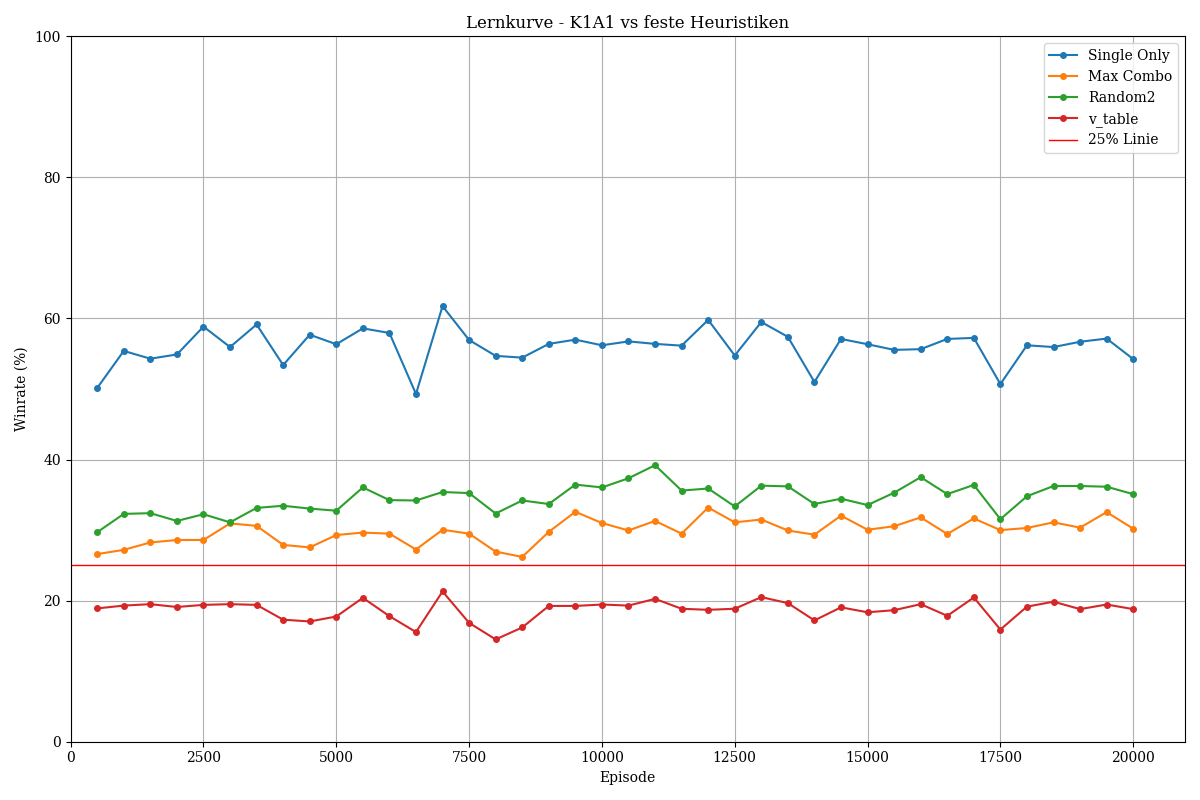 Lernkurve - K1A1 vs feste Heuristiken
100
80
60
40
20
0
Winrate (%)
Single Only
Max Combo
Random2
v_table
25% Linie
0 2500 5000 7500 10000 12500 15000 17500 20000
Episode